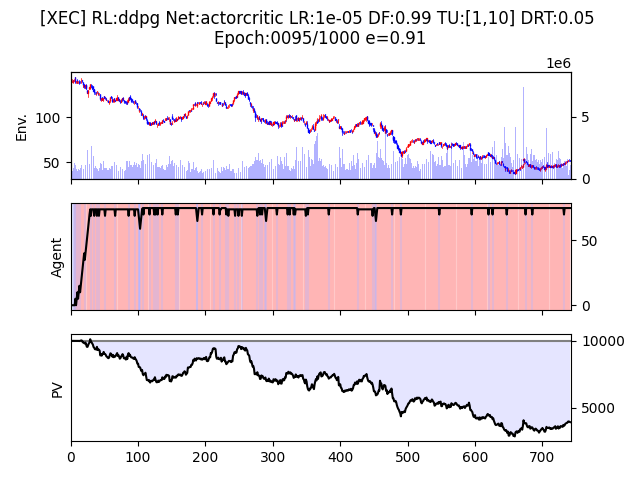 [XEC] RL:ddpg Net:actorcritic LR:1e-05 DF:0.99 TU:[1,10] DRT:0.05
Epoch:0095/1000 e=0.91
1e6
Env.
100
50
5
0
Agent
50
0
PV
10000
5000
0 100 200 300 400 500 600 700